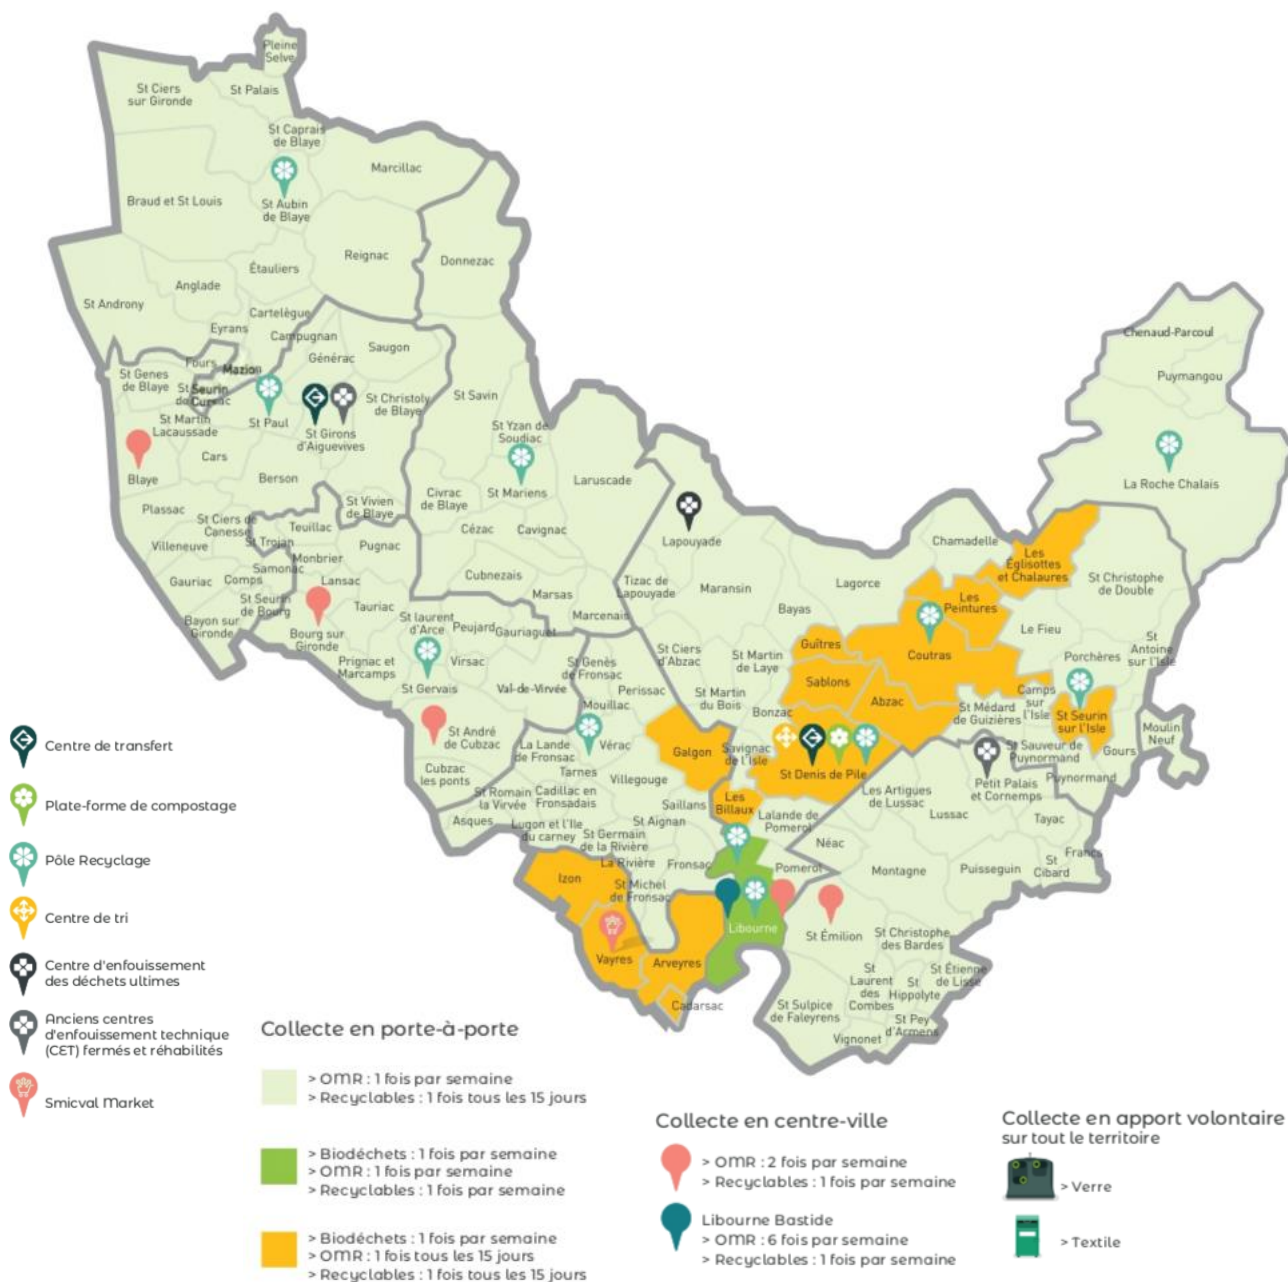 Pleine
Selve
St Ciers
sur Gironde
St Palais
St Caprais
de Blaye
Marcillac
Braud et St Louis
St Aubin
de Blaye
Reignac
Donnezac
Étauliers
Anglade
St Androny
Cartelègue
Eyrans
Campugnan
Chenaud-Parcoul
Fours
Mazion
Générac
Saugon
St Genes
de Blaye
Puymangou
St Seurin
de Cursac
St Christoly
de Blaye
St Savin
St Martin
Lacaussade
St Paul
St Girons
d'Aiguevives
St Yzan de
Soudiac
Cars
Blaye
Berson
Laruscade
La Roche Chalais
Civrac
de Blaye
St Mariens
Plassac
St Vivien
de Blaye
St Ciers de
Canesse
Teuillac
Cézac
Cavignac
Lapouyade
Chamadelle
Villeneuve
St Trojan
Pugnac
Monbrier
Les
Églisottes
et Chalaures
Samonac
Gauriac
Comps
Lansac
Cubnezais
Tizac de
Lapouyade
Maransin
Lagorce
St Christophe
de Double
St Seurin
de Bourg
Tauriac
Marsas
Bayas
Les
Peintures
Bayon sur
Gironde
St laurent
d'Arce
Peujard
Gauriaguet
Marcenais
Le Fieu
Bourg sur
Gironde
Guîtres
Coutras
St Antoine
sur l'Isle
Prignac et
Marcamps
Virsac
St Genès
de Fronsac
St Ciers
d'Abzac
St Martin
de Laye
Porchères
St Gervais
Val-de-Virvée
Perissac
St Martin
du Bois
Sablons
Abzac
Camps
sur
l'Isle
Mouillac
Bonzac
St Médard
de Guizières
St Seurin
sur l'Isle
St André
de Cubzac
La Lande
de Fronsac
Vérac
Galgon
Savignac
de l'Isle
St Denis de Pile
St Sauveur de
Puynormand
Gours
Moulin
Neuf
Cubzac
les ponts
Tarnes
Villegouge
Petit Palais
et Cornemps
Puynormand
St Romain
la Virvée
Cadillac en
Fronsadais
Saillans
Les
Billaux
Les Artigues
de Lussac
Lussac
Asques
Lugon et l'Ile
du carney
St Aignan
Lalande de
Pomerol
Tayac
St Germain
de la Rivière
Néac
Francs
La Rivière
Fronsac
Pomerol
Montagne
Puisseguin
St
Cibard
Izon
St Michel
de Fronsac
Libourne
St Émilion
St Christophe
des Bardes
Vayres
Arveyres
St Étienne
de Lisse
St
Laurent
des
Combes
St
Hippolyte
Cadarsac
St Sulpice
de Faleyrens
St Pey
d'Armens
Vignonet
Centre de transfert
Plate-forme de compostage
Pôle Recyclage
Centre de tri
Centre d'enfouissement
des déchets ultimes
Anciens centres
d'enfouissement technique
(CET) fermés et réhabilités
Smicval Market
Collecte en porte-à-porte
> OMR : 1 fois par semaine
> Recyclables : 1 fois tous les 15 jours
> Biodéchets : 1 fois par semaine
> OMR : 1 fois par semaine
> Recyclables : 1 fois par semaine
> Biodéchets : 1 fois par semaine
> OMR : 1 fois tous les 15 jours
> Recyclables : 1 fois tous les 15 jours
Collecte en centre-ville
> OMR : 2 fois par semaine
> Recyclables : 1 fois par semaine
Libourne Bastide
> OMR : 6 fois par semaine
> Recyclables : 1 fois par semaine
Collecte en apport volontaire
sur tout le territoire
> Verre
> Textile